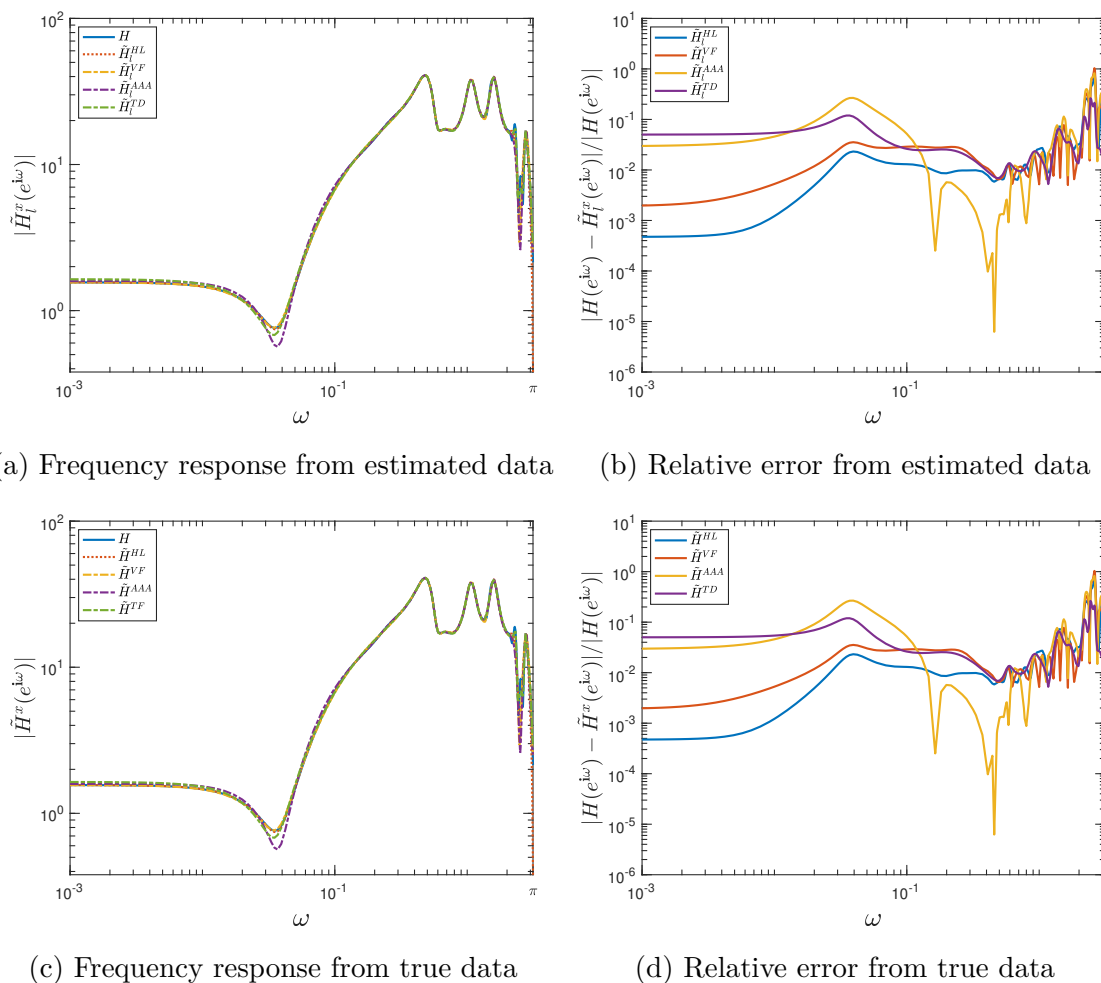 10^2
10^1
10^0
|H̃_l^x(e^{iω})|
H
H̃_l^{HL}
H̃_l^{VF}
H̃_l^{AAA}
H̃_l^{TD}
10^{-3}
10^{-1}
π
ω
10^1
10^0
10^{-1}
10^{-2}
10^{-3}
10^{-4}
10^{-5}
10^{-6}
|H(e^{iω}) − H̃_l^x(e^{iω})|/|H(e^{iω})|
H̃_l^{HL}
H̃_l^{VF}
H̃_l^{AAA}
H̃_l^{TD}
10^{-3}
10^{-1}
ω
a) Frequency response from estimated data
(b) Relative error from estimated data
10^2
10^1
10^0
|H̃^x(e^{iω})|
H
H̃^{HL}
H̃^{VF}
H̃^{AAA}
H̃^{TF}
10^{-3}
10^{-1}
π
ω
10^1
10^0
10^{-1}
10^{-2}
10^{-3}
10^{-4}
10^{-5}
10^{-6}
|H(e^{iω}) − H̃^x(e^{iω})|/|H(e^{iω})|
H̃^{HL}
H̃^{VF}
H̃^{AAA}
H̃^{TD}
10^{-3}
10^{-1}
ω
(c) Frequency response from true data
(d) Relative error from true data